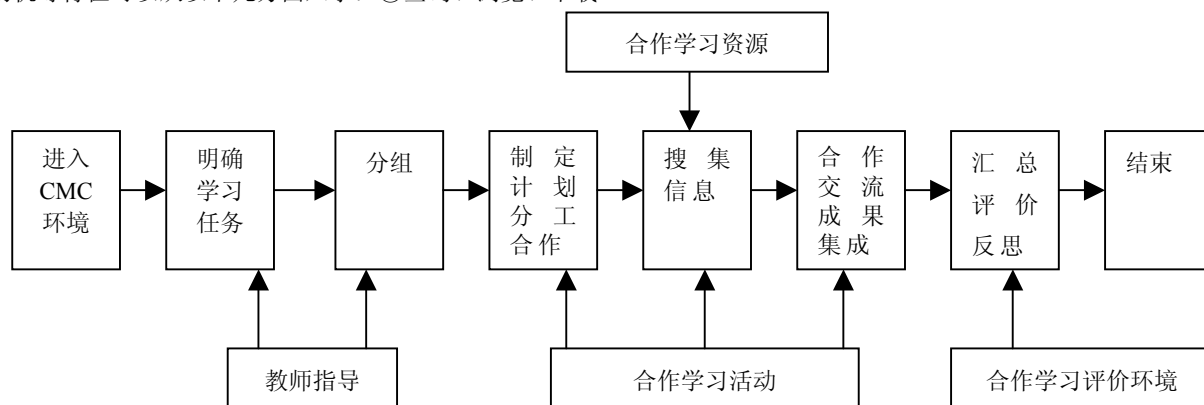 合作学习资源
进入
CMC
环境
明确
学习
任务
分组
制定
计划
分工
合作
搜集
信息
合作
交流
成果
集成
汇总
评价
反思
结束
教师指导
合作学习活动
合作学习评价环境